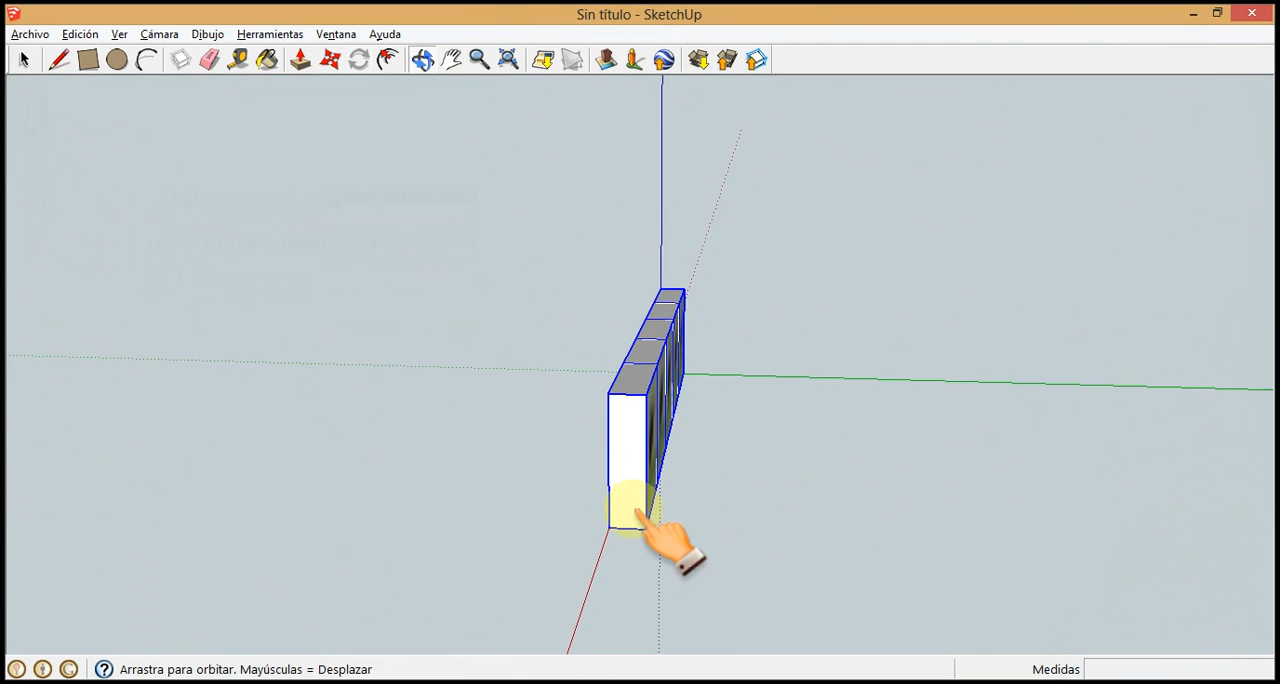 Sin título - SketchUp
Archivo Edición Ver Cámara Dibujo Herramientas Ventana Ayuda
Arrastra para orbitar. Mayúsculas = Desplazar Medidas